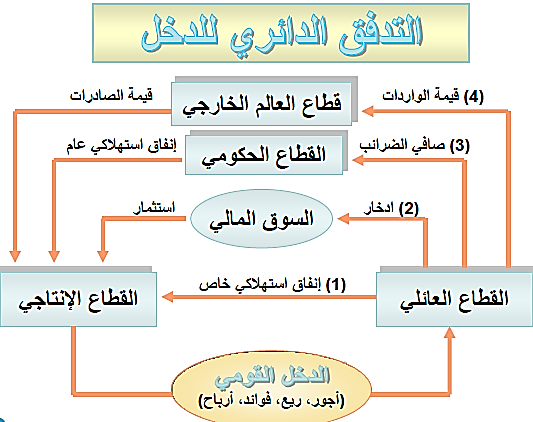 التدفق الدائري للدخل
(4) قيمة الواردات
قطاع العالم الخارجي
قيمة الصادرات
(3) صافي الضرائب
القطاع الحكومي
إنفاق استهلاكي عام
(2) ادخار
السوق المالي
استثمار
القطاع العائلي
(1) إنفاق استهلاكي خاص
القطاع الإنتاجي
الدخل القومي
(أجور، ريع، فوائد، أرباح)